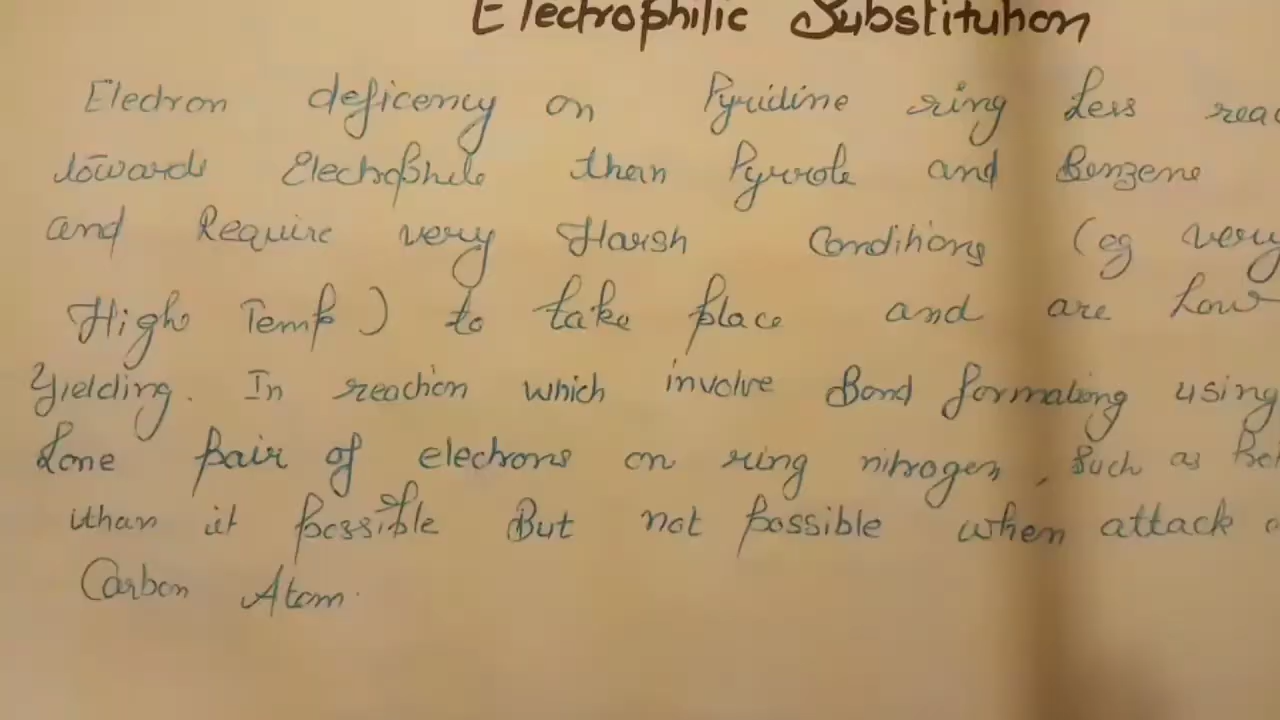 Electrophilic Substitution
Electron deficency on Pyridine ring Less reac
towards Electrophile than Pyrrole and Benzene
and Require very Harsh Conditions (eg very
High Temp) to take place and are Low
Yielding. In reaction which involve Bond formating using
Lone pair of electrons on ring nitrogen, Such as
than it possible But not possible when attack
Carbon Atom.